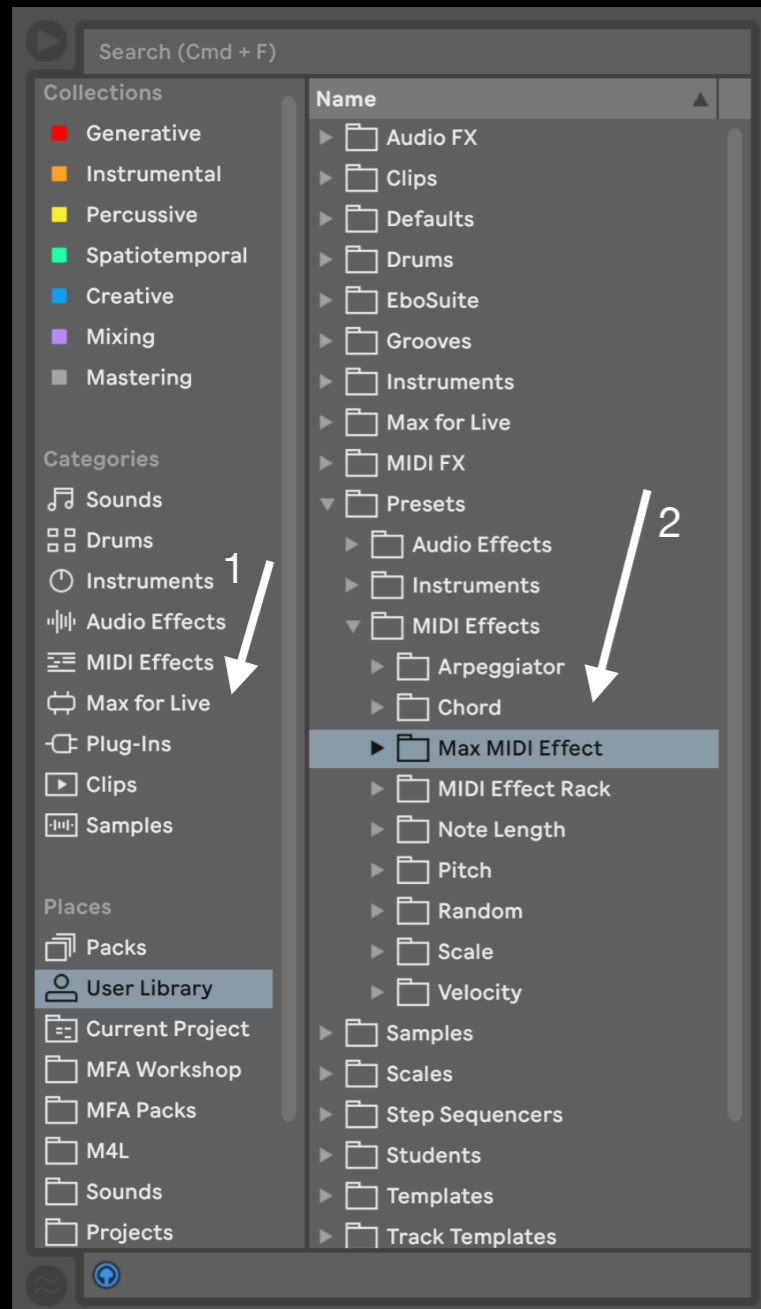 Search (Cmd + F)
Collections
Generative
Instrumental
Percussive
Spatiotemporal
Creative
Mixing
Mastering
Categories
Sounds
Drums
Instruments
1
Audio Effects
MIDI Effects
Max for Live
Plug-Ins
Clips
Samples
Places
Packs
User Library
Current Project
MFA Workshop
MFA Packs
M4L
Sounds
Projects
Name
Audio FX
Clips
Defaults
Drums
EboSuite
Grooves
Instruments
Max for Live
MIDI FX
Presets
2
Audio Effects
Instruments
MIDI Effects
Arpeggiator
Chord
Max MIDI Effect
MIDI Effect Rack
Note Length
Pitch
Random
Scale
Velocity
Samples
Scales
Step Sequencers
Students
Templates
Track Templates